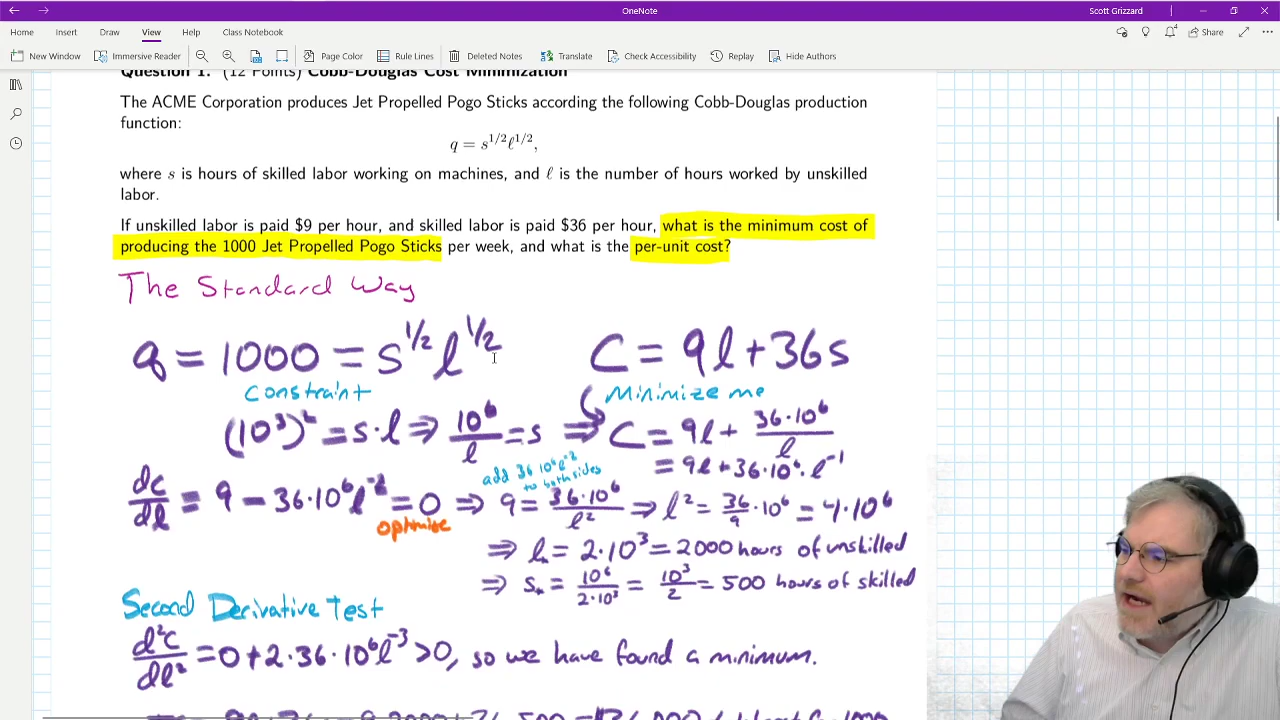 OneNote
Scott Grizzard
Home Insert Draw View Help Class Notebook
Share
New Window Immersive Reader Page Color Rule Lines Deleted Notes Translate Check Accessibility Replay Hide Authors
Question 1. (12 Points) Cobb-Douglas Cost Minimization
The ACME Corporation produces Jet Propelled Pogo Sticks according the following Cobb-Douglas production
function:
q = s^{1/2}ℓ^{1/2},
where s is hours of skilled labor working on machines, and ℓ is the number of hours worked by unskilled
labor.
If unskilled labor is paid $9 per hour, and skilled labor is paid $36 per hour, what is the minimum cost of
producing the 1000 Jet Propelled Pogo Sticks per week, and what is the per-unit cost?
The Standard Way
q = 1000 = s^{1/2} l^{1/2} C = 9l + 36s
Constraint Minimize me
(10³)² = s·l ⇒ 10⁶/l = s ⇒ C = 9l + 36·10⁶/l
= 9l + 36·10⁶·l⁻¹
add 36 10⁶l⁻²
to both sides
dC/dl = 9 - 36·10⁶l⁻² = 0 ⇒ 9 = 36·10⁶/l² ⇒ l² = 36/9·10⁶ = 4·10⁶
optimize
⇒ l* = 2·10³ = 2000 hours of unskilled
⇒ s* = 10⁶/2·10³ = 10³/2 = 500 hours of skilled
Second Derivative Test
d²C/dl² = 0 + 2·36·10⁶l⁻³ > 0, so we have found a minimum.